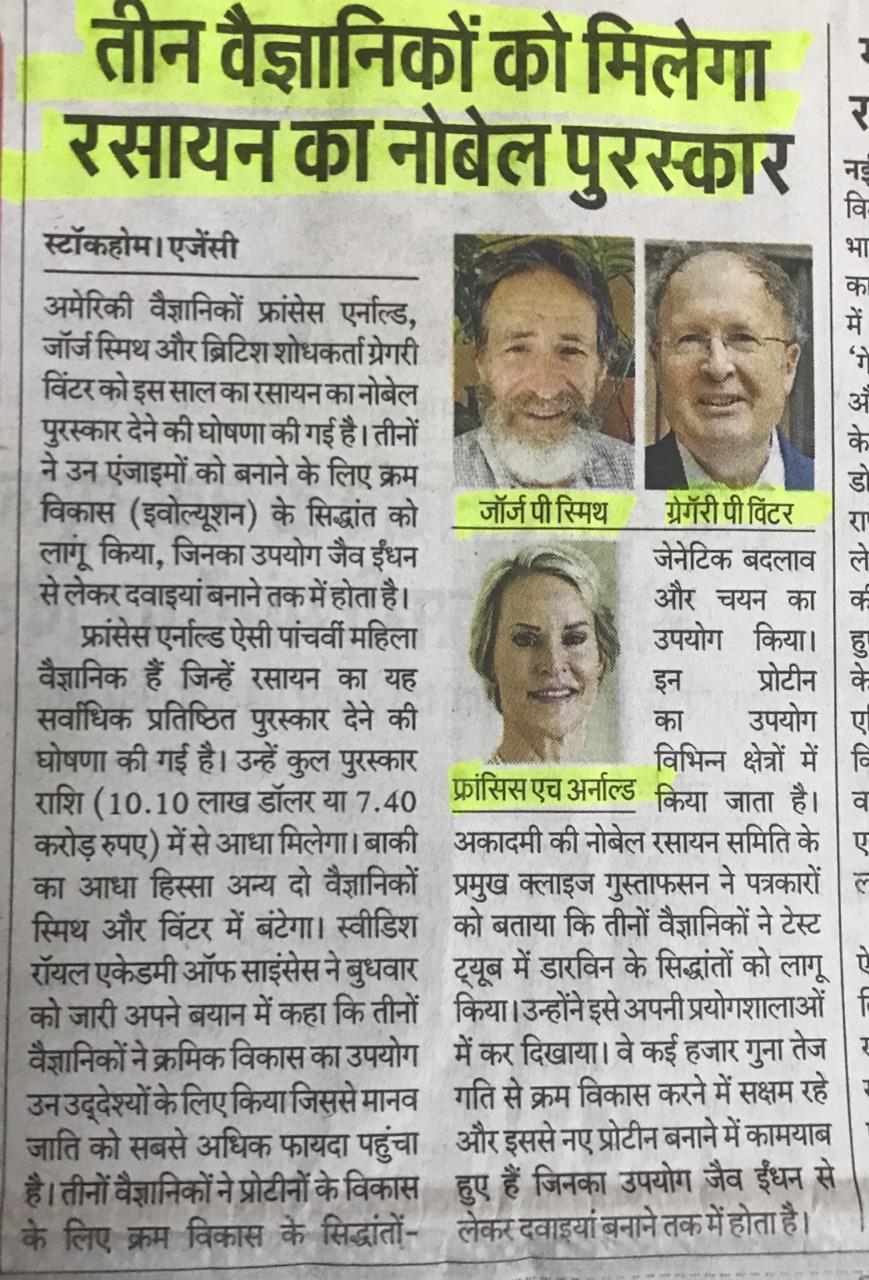 तीन वैज्ञानिकों को मिलेगा
रसायन का नोबेल पुरस्कार
स्टॉकहोम। एजेंसी
अमेरिकी वैज्ञानिकों फ्रांसेस एर्नाल्ड,
जॉर्ज स्मिथ और ब्रिटिश शोधकर्ता ग्रेगरी
विंटर को इस साल का रसायन का नोबेल
पुरस्कार देने की घोषणा की गई है। तीनों
ने उन एंजाइमों को बनाने के लिए क्रम
विकास (इवोल्यूशन) के सिद्धांत को
लागू किया, जिनका उपयोग जैव ईंधन
से लेकर दवाइयां बनाने तक में होता है।
फ्रांसेस एर्नाल्ड ऐसी पांचवीं महिला
वैज्ञानिक हैं जिन्हें रसायन का यह
सर्वाधिक प्रतिष्ठित पुरस्कार देने की
घोषणा की गई है। उन्हें कुल पुरस्कार
राशि (10.10 लाख डॉलर या 7.40
करोड़ रुपए) में से आधा मिलेगा। बाकी
का आधा हिस्सा अन्य दो वैज्ञानिकों
स्मिथ और विंटर में बंटेगा। स्वीडिश
रॉयल एकेडमी ऑफ साइंसेस ने बुधवार
को जारी अपने बयान में कहा कि तीनों
वैज्ञानिकों ने क्रमिक विकास का उपयोग
उन उद्देश्यों के लिए किया जिससे मानव
जाति को सबसे अधिक फायदा पहुंचा
है। तीनों वैज्ञानिकों ने प्रोटीनों के विकास
के लिए क्रम विकास के सिद्धांतों-
जॉर्ज पी स्मिथ
ग्रेगॅरी पी विंटर
फ्रांसिस एच अर्नाल्ड
जेनेटिक बदलाव
और चयन का
उपयोग किया।
इन प्रोटीन
का उपयोग
विभिन्न क्षेत्रों में
किया जाता है।
अकादमी की नोबेल रसायन समिति के
प्रमुख क्लाइज गुस्ताफसन ने पत्रकारों
को बताया कि तीनों वैज्ञानिकों ने टेस्ट
ट्यूब में डारविन के सिद्धांतों को लागू
किया। उन्होंने इसे अपनी प्रयोगशालाओं
में कर दिखाया। वे कई हजार गुना तेज
गति से क्रम विकास करने में सक्षम रहे
और इससे नए प्रोटीन बनाने में कामयाब
हुए हैं जिनका उपयोग जैव ईंधन से
लेकर दवाइयां बनाने तक में होता है।